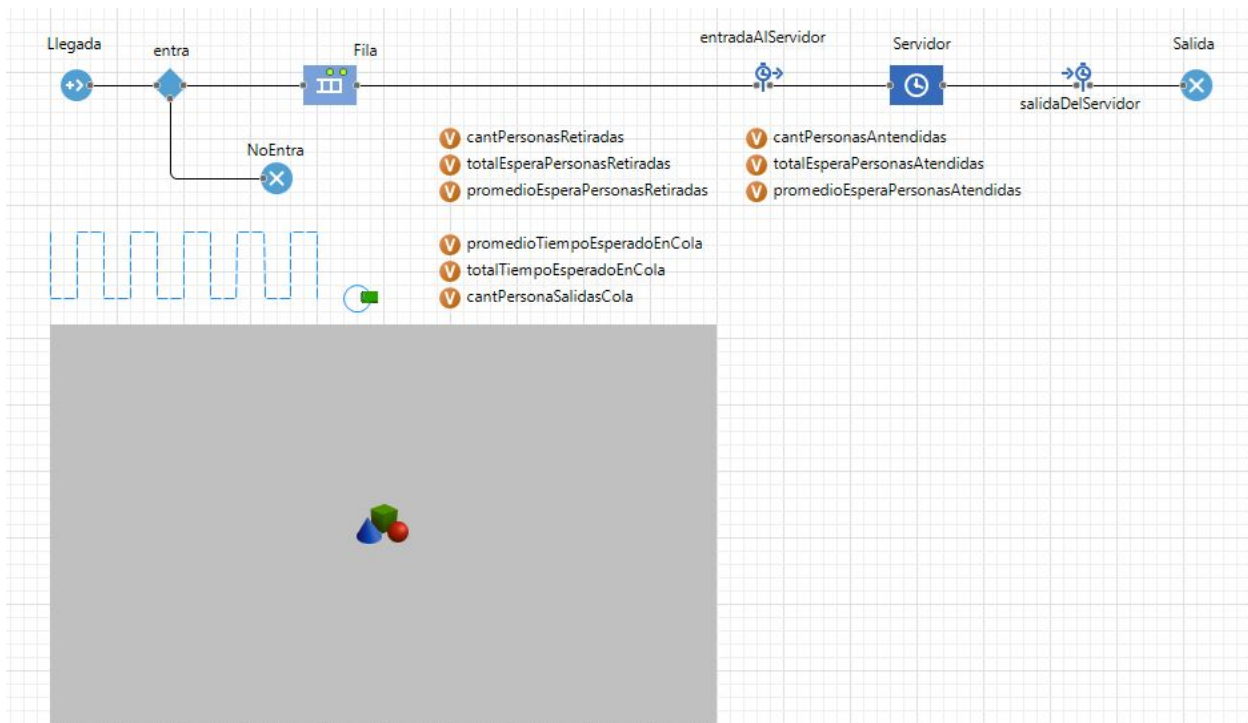 Llegada
entra
Fila
entradaAlServidor
Servidor
Salida
salidaDelServidor
NoEntra
V cantPersonasRetiradas
V totalEsperaPersonasRetiradas
V promedioEsperaPersonasRetiradas
V cantPersonasAntendidas
V totalEsperaPersonasAtendidas
V promedioEsperaPersonasAtendidas
V promedioTiempoEsperadoEnCola
V totalTiempoEsperadoEnCola
V cantPersonaSalidasCola